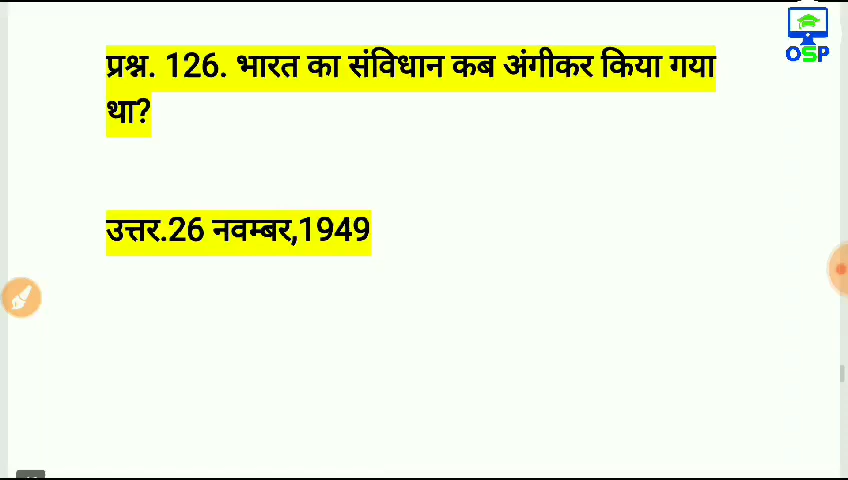 OSP
प्रश्न. 126. भारत का संविधान कब अंगीकर किया गया
था?
उत्तर.26 नवम्बर,1949